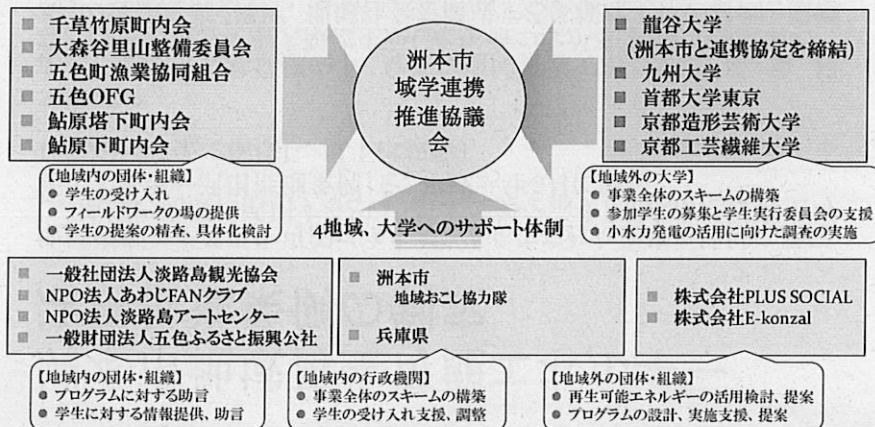 千草竹原町内会
大森谷里山整備委員会
五色町漁業協同組合
五色OFG
鮎原塔下町内会
鮎原下町内会
【地域内の団体・組織】
学生の受け入れ
フィールドワークの場の提供
学生の提案の精査、具体化検討
洲本市
域学連携
推進協議
会
龍谷大学
(洲本市と連携協定を締結)
九州大学
首都大学東京
京都造形芸術大学
京都工芸繊維大学
【地域外の大学】
事業全体のスキームの構築
参加学生の募集と学生実行委員会の支援
小水力発電の活用に向けた調査の実施
4地域、大学へのサポート体制
一般社団法人淡路島観光協会
NPO法人あわじFANクラブ
NPO法人淡路島アートセンター
一般財団法人五色ふるさと振興公社
【地域内の団体・組織】
プログラムに対する助言
学生に対する情報提供、助言
洲本市
地域おこし協力隊
兵庫県
【地域内の行政機関】
事業全体のスキームの構築
学生の受け入れ支援、調整
株式会社PLUS SOCIAL
株式会社E-konzal
【地域外の団体・組織】
再生可能エネルギーの活用検討、提案
プログラムの設計、実施支援、提案